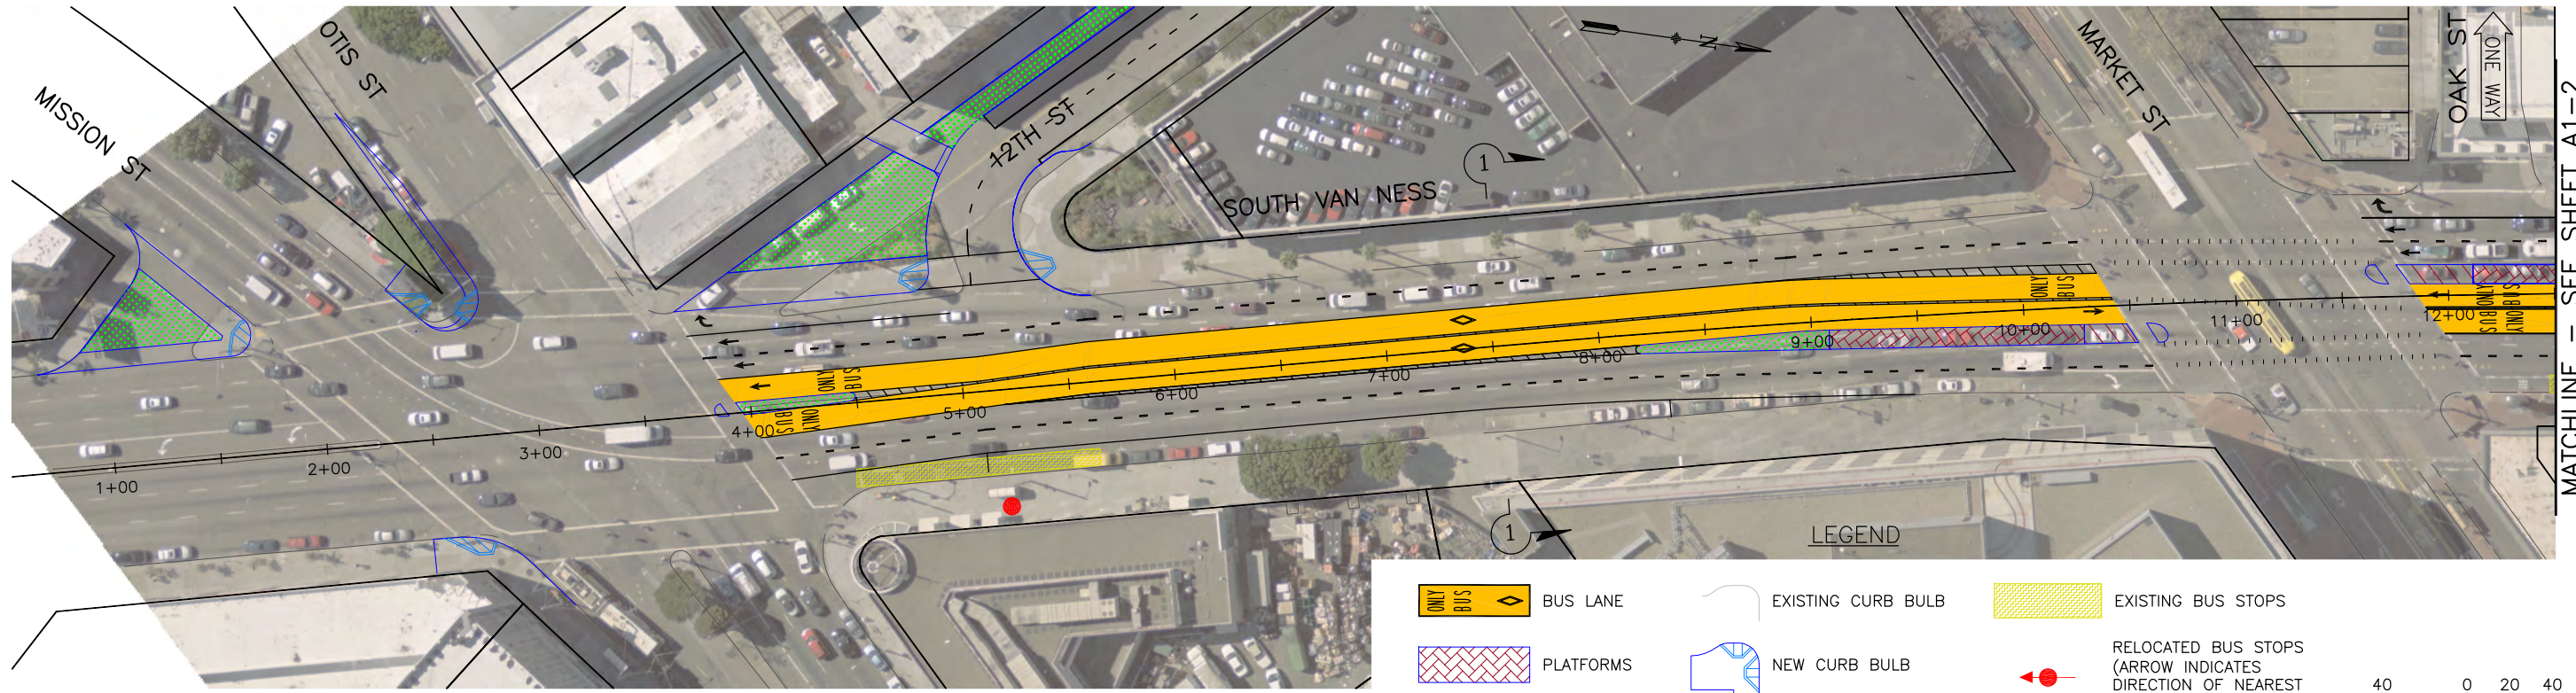 MISSION ST
OTIS ST
12TH ST
SOUTH VAN NESS
N
1
MARKET ST
OAK ST
ONE WAY
MATCHLINE - SEE SHEET A1-2
ONLY BUS
ONLY BUS
ONLY BUS
ONLY BUS
ONLY BUS
1+00
2+00
3+00
4+00
5+00
6+00
7+00
8+00
9+00
10+00
11+00
12+00
1
LEGEND
ONLY BUS
BUS LANE
EXISTING CURB BULB
EXISTING BUS STOPS
PLATFORMS
NEW CURB BULB
RELOCATED BUS STOPS
(ARROW INDICATES
DIRECTION OF NEAREST
40 0 20 40